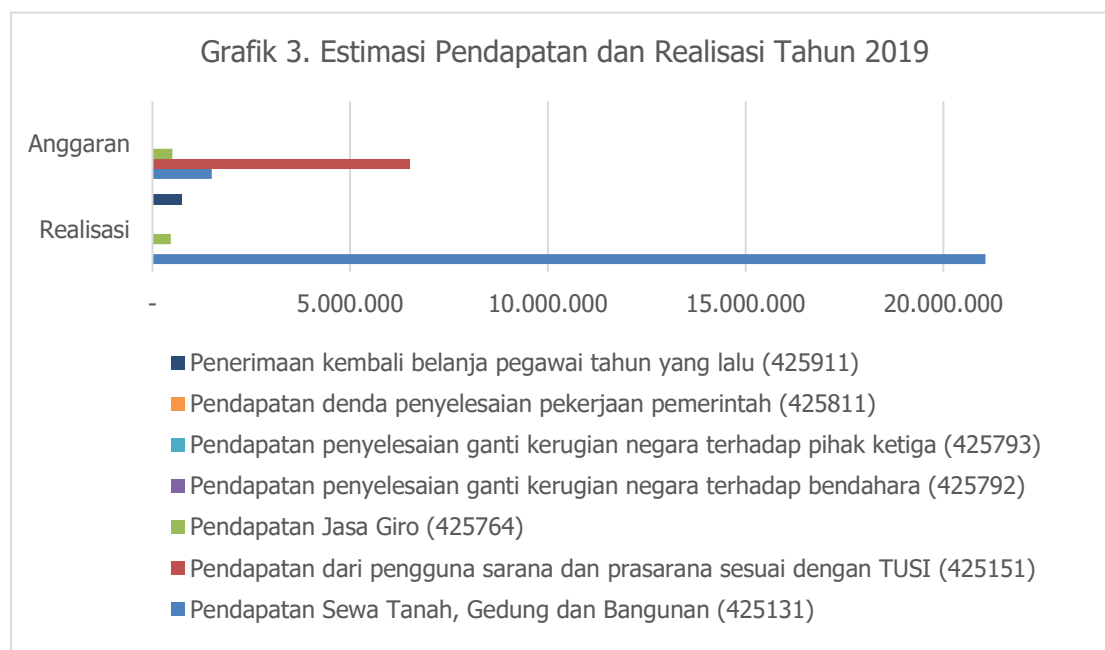 Grafik 3. Estimasi Pendapatan dan Realisasi Tahun 2019
Anggaran
Realisasi
- 5.000.000 10.000.000 15.000.000 20.000.000
Penerimaan kembali belanja pegawai tahun yang lalu (425911)
Pendapatan denda penyelesaian pekerjaan pemerintah (425811)
Pendapatan penyelesaian ganti kerugian negara terhadap pihak ketiga (425793)
Pendapatan penyelesaian ganti kerugian negara terhadap bendahara (425792)
Pendapatan Jasa Giro (425764)
Pendapatan dari pengguna sarana dan prasarana sesuai dengan TUSI (425151)
Pendapatan Sewa Tanah, Gedung dan Bangunan (425131)